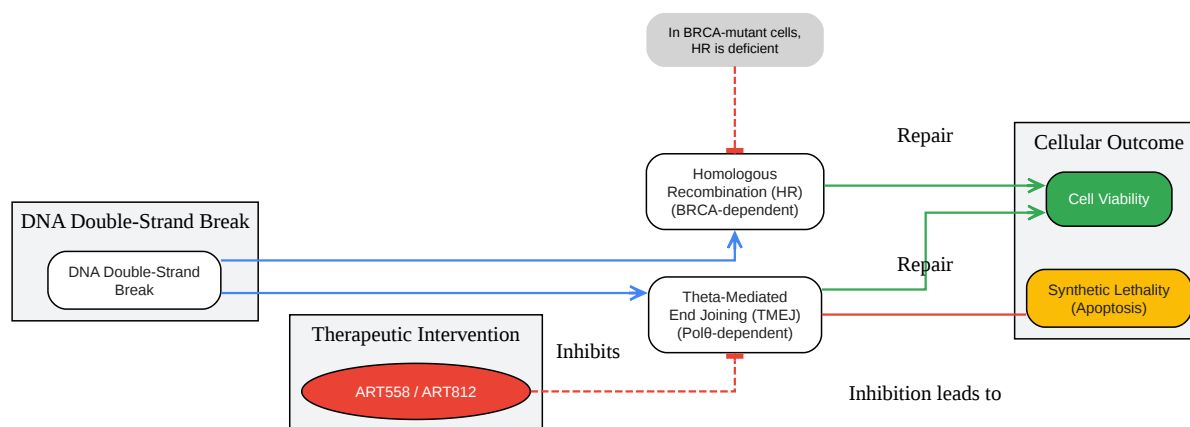 In BRCA-mutant cells,
HR is deficient
Repair
Cellular Outcome
Homologous
Recombination (HR)
(BRCA-dependent)
Cell Viability
DNA Double-Strand Break
DNA Double-Strand
Break
Repair
Theta-Mediated
End Joining (TMEJ)
(Polθ-dependent)
Synthetic Lethality
(Apoptosis)
Therapeutic Intervention
Inhibits
ART558 / ART812
Inhibition leads to